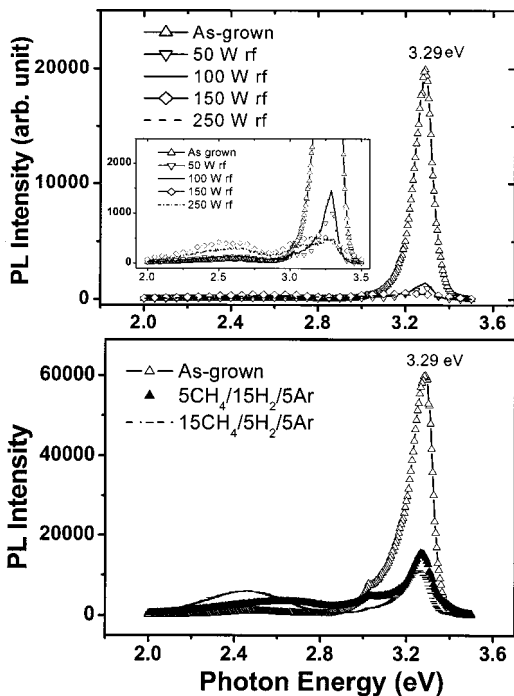 As-grown
50 W rf
100 W rf
150 W rf
250 W rf
3.29 eV
PL Intensity (arb. unit)
20000
10000
0
As grown
50 W rf
100 W rf
150 W rf
250 W rf
2000
1000
0
2.0 2.5 3.0 3.5
2.0 2.4 2.8 3.2 3.6
3.29 eV
As-grown
5CH₄/15H₂/5Ar
15CH₄/5H₂/5Ar
PL Intensity
60000
40000
20000
0
2.0 2.4 2.8 3.2 3.6
Photon Energy (eV)